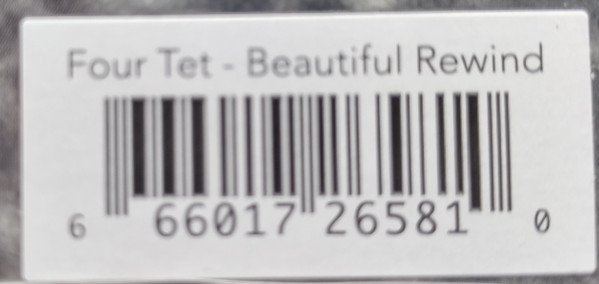 Four Tet - Beautiful Rewind
6 66017 26581 0